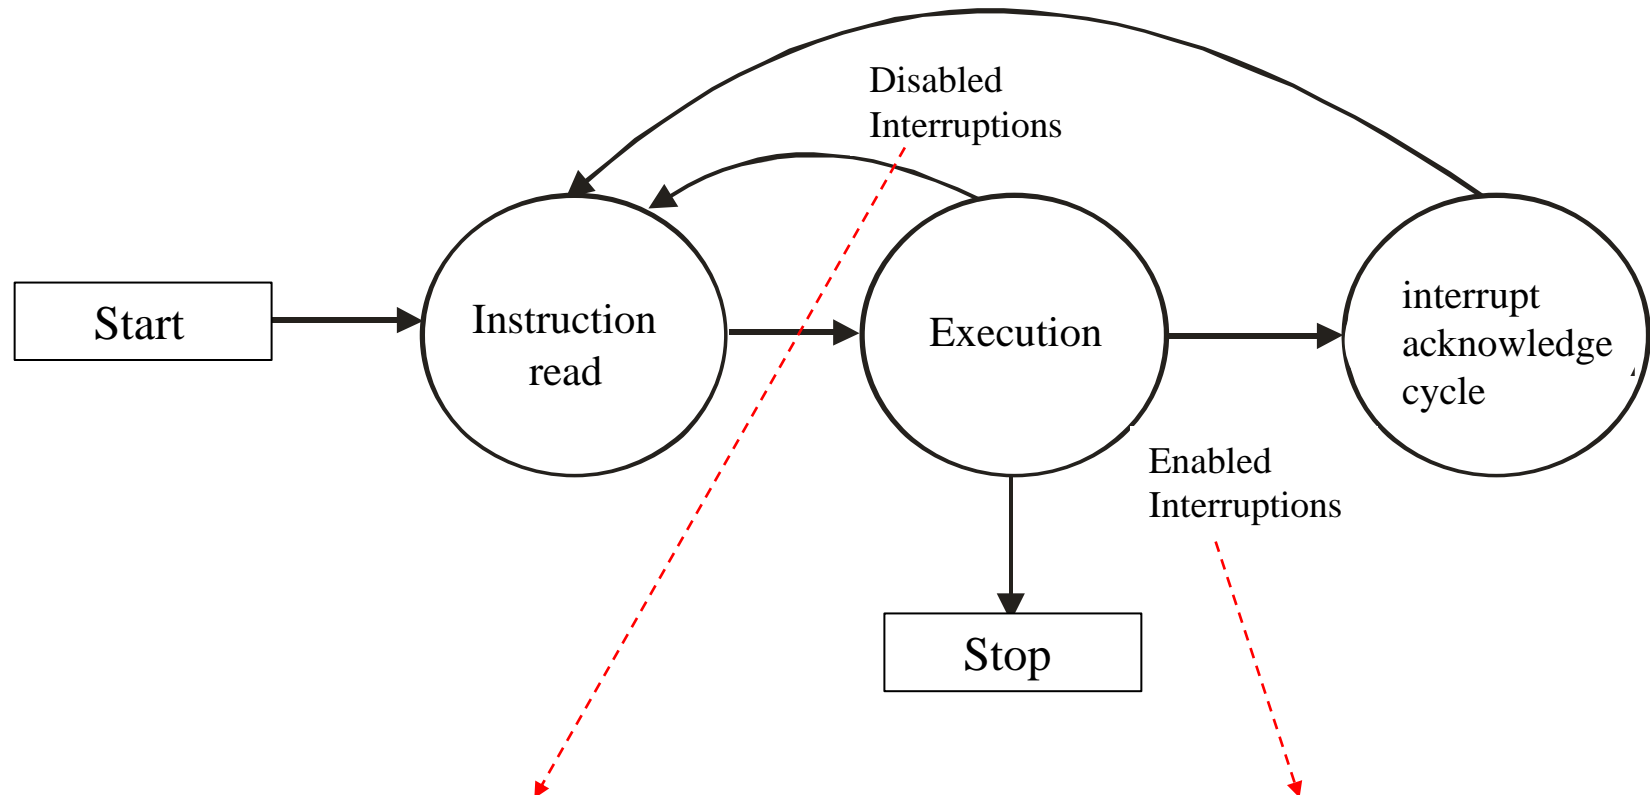 Disabled
Interruptions
Start
Instruction
read
Execution
interrupt
acknowledge
cycle
Enabled
Interruptions
Stop